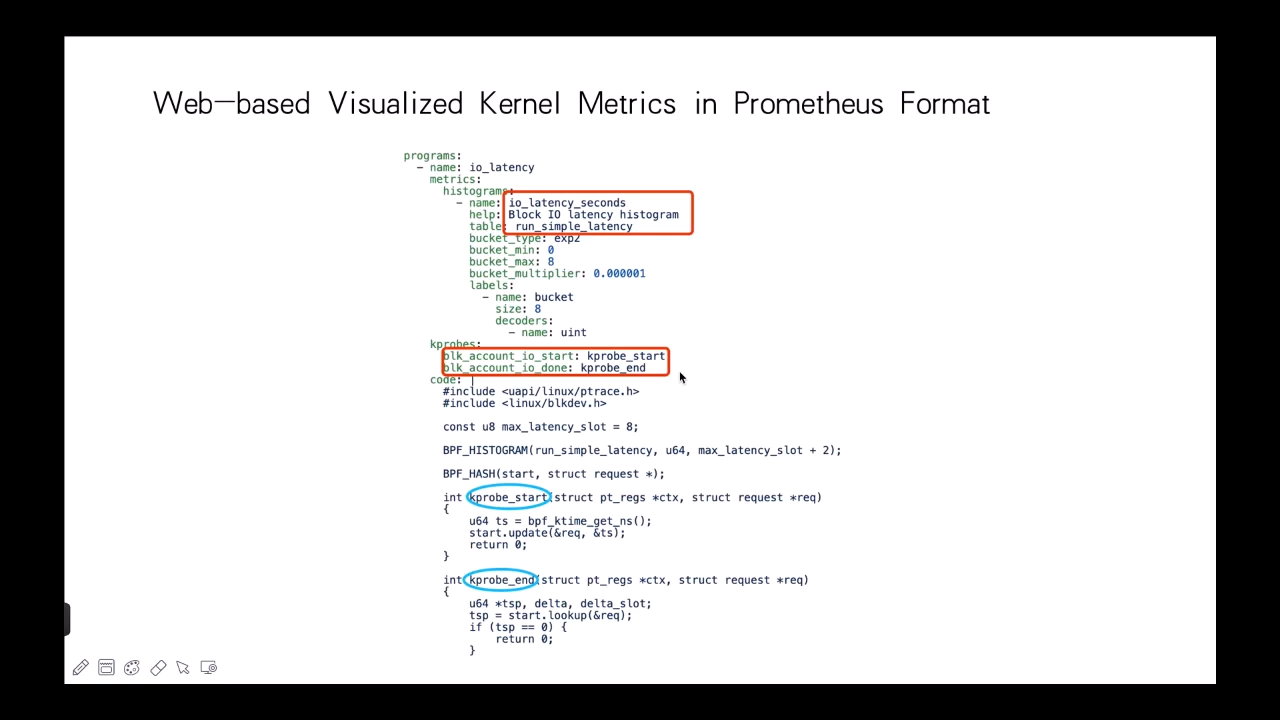 Web-based Visualized Kernel Metrics in Prometheus Format
programs:
- name: io_latency
metrics:
histograms:
- name: io_latency_seconds
help: Block IO latency histogram
table: run_simple_latency
bucket_type: exp2
bucket_min: 0
bucket_max: 8
bucket_multiplier: 0.000001
labels:
- name: bucket
size: 8
decoders:
- name: uint
kprobes:
blk_account_io_start: kprobe_start
blk_account_io_done: kprobe_end
code: |
#include <uapi/linux/ptrace.h>
#include <linux/blkdev.h>
const u8 max_latency_slot = 8;
BPF_HISTOGRAM(run_simple_latency, u64, max_latency_slot + 2);
BPF_HASH(start, struct request *);
int kprobe_start(struct pt_regs *ctx, struct request *req)
{
u64 ts = bpf_ktime_get_ns();
start.update(&req, &ts);
return 0;
}
int kprobe_end(struct pt_regs *ctx, struct request *req)
{
u64 *tsp, delta, delta_slot;
tsp = start.lookup(&req);
if (tsp == 0) {
return 0;
}